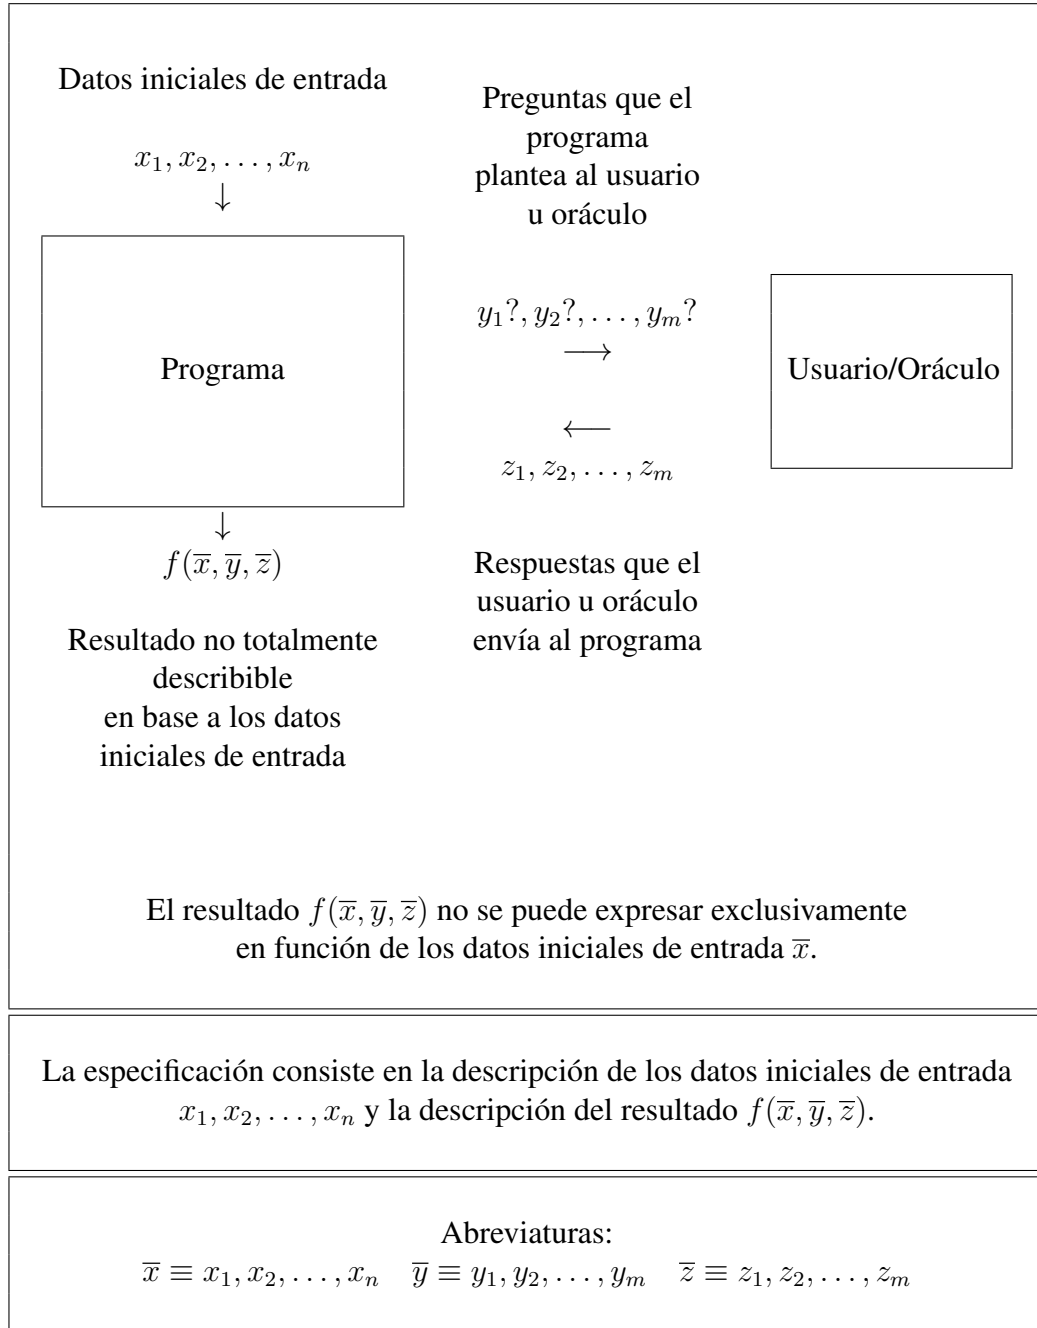 Datos iniciales de entrada
x₁, x₂, . . . , xₙ
↓
Programa
↓
f(x̅, y̅, z̅)
Resultado no totalmente
describible
en base a los datos
iniciales de entrada
Preguntas que el
programa
plantea al usuario
u oráculo
y₁?, y₂?, . . . , yₘ?
⟶
⟵
z₁, z₂, . . . , zₘ
Respuestas que el
usuario u oráculo
envía al programa
Usuario/Oráculo
El resultado f(x̅, y̅, z̅) no se puede expresar exclusivamente
en función de los datos iniciales de entrada x̅.
La especificación consiste en la descripción de los datos iniciales de entrada
x₁, x₂, . . . , xₙ y la descripción del resultado f(x̅, y̅, z̅).
Abreviaturas:
x̅ ≡ x₁, x₂, . . . , xₙ y̅ ≡ y₁, y₂, . . . , yₘ z̅ ≡ z₁, z₂, . . . , zₘ